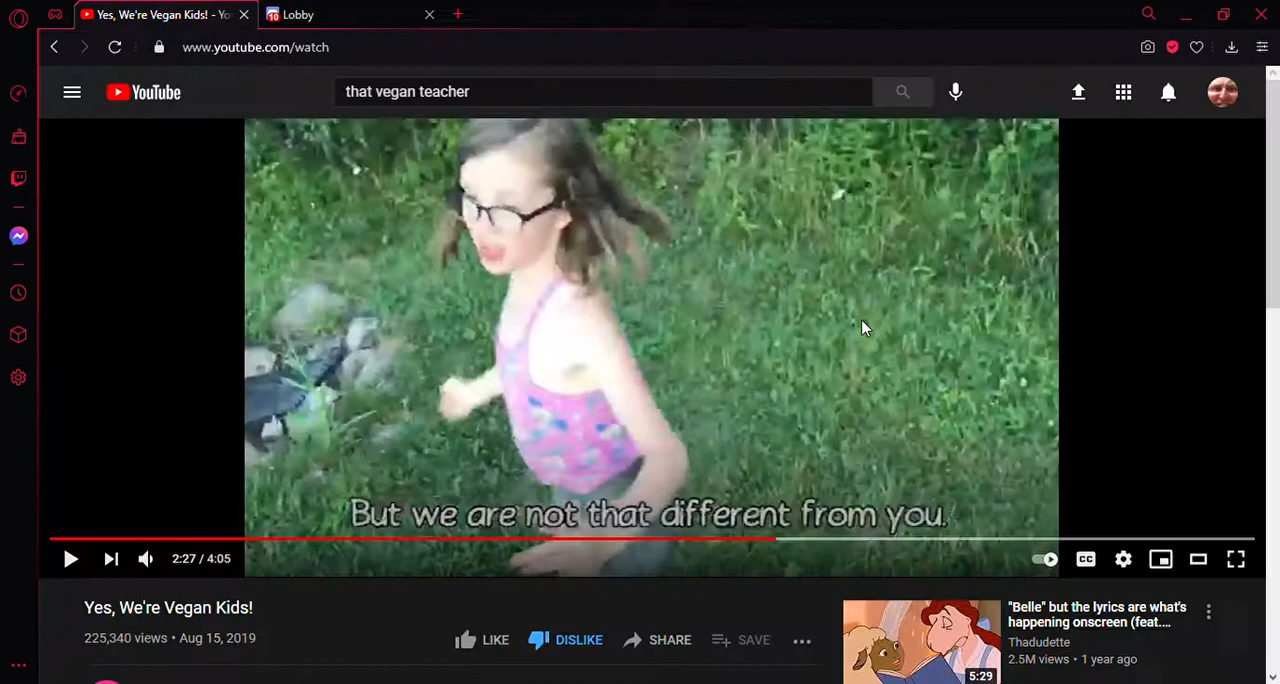 Yes, We're Vegan Kids! - Yo
10 Lobby
www.youtube.com/watch
YouTube
that vegan teacher
But we are not that different from you.
2:27 / 4:05
CC
Yes, We're Vegan Kids!
225,340 views • Aug 15, 2019
LIKE DISLIKE SHARE SAVE
"Belle" but the lyrics are what's
happening onscreen (feat....
Thadudette
2.5M views • 1 year ago
5:29